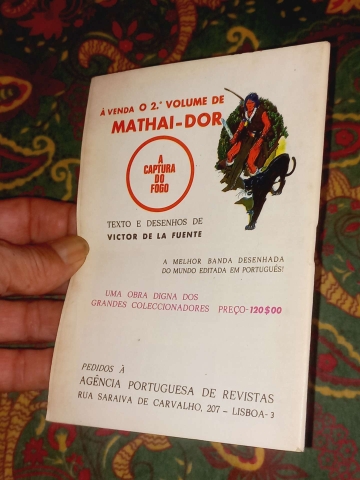 À VENDA O 2.º VOLUME DE
MATHAI-DOR
A
CAPTURA
DO
FOGO
TEXTO E DESENHOS DE
VICTOR DE LA FUENTE
A MELHOR BANDA DESENHADA
DO MUNDO EDITADA EM PORTUGUÊS!
UMA OBRA DIGNA DOS
GRANDES COLECCIONADORES PREÇO-120$00
PEDIDOS À
AGÊNCIA PORTUGUESA DE REVISTAS
RUA SARAIVA DE CARVALHO, 207 – LISBOA-3